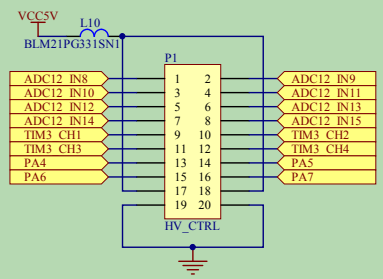 VCC5V
L10
BLM21PG331SN1
P1
ADC12_IN8 1 2 ADC12_IN9
ADC12_IN10 3 4 ADC12_IN11
ADC12_IN12 5 6 ADC12_IN13
ADC12_IN14 7 8 ADC12_IN15
TIM3_CH1 9 10 TIM3_CH2
TIM3_CH3 11 12 TIM3_CH4
PA4 13 14 PA5
PA6 15 16 PA7
17 18
19 20
HV_CTRL